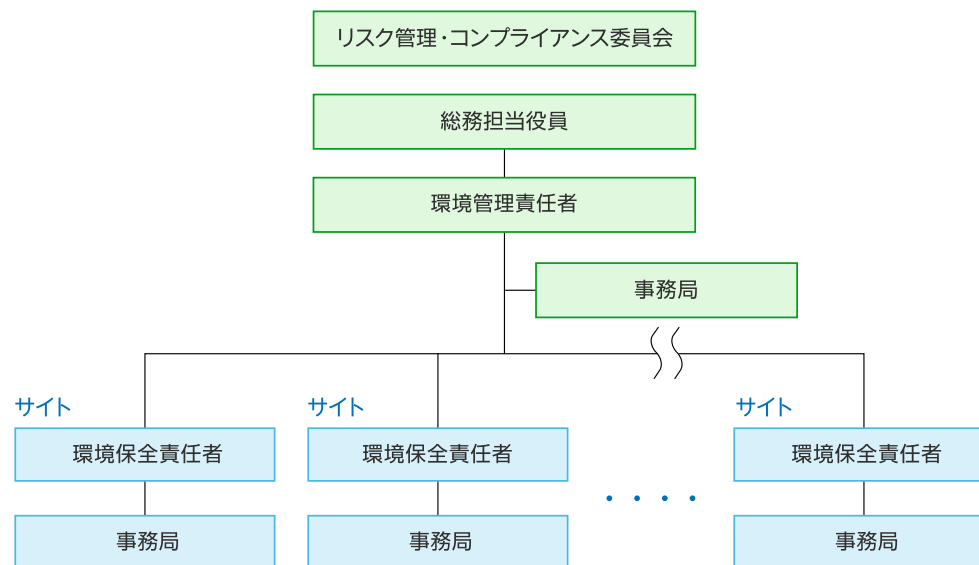 リスク管理・コンプライアンス委員会
総務担当役員
環境管理責任者
事務局
サイト
サイト
サイト
環境保全責任者
環境保全責任者
環境保全責任者
事務局
事務局
事務局